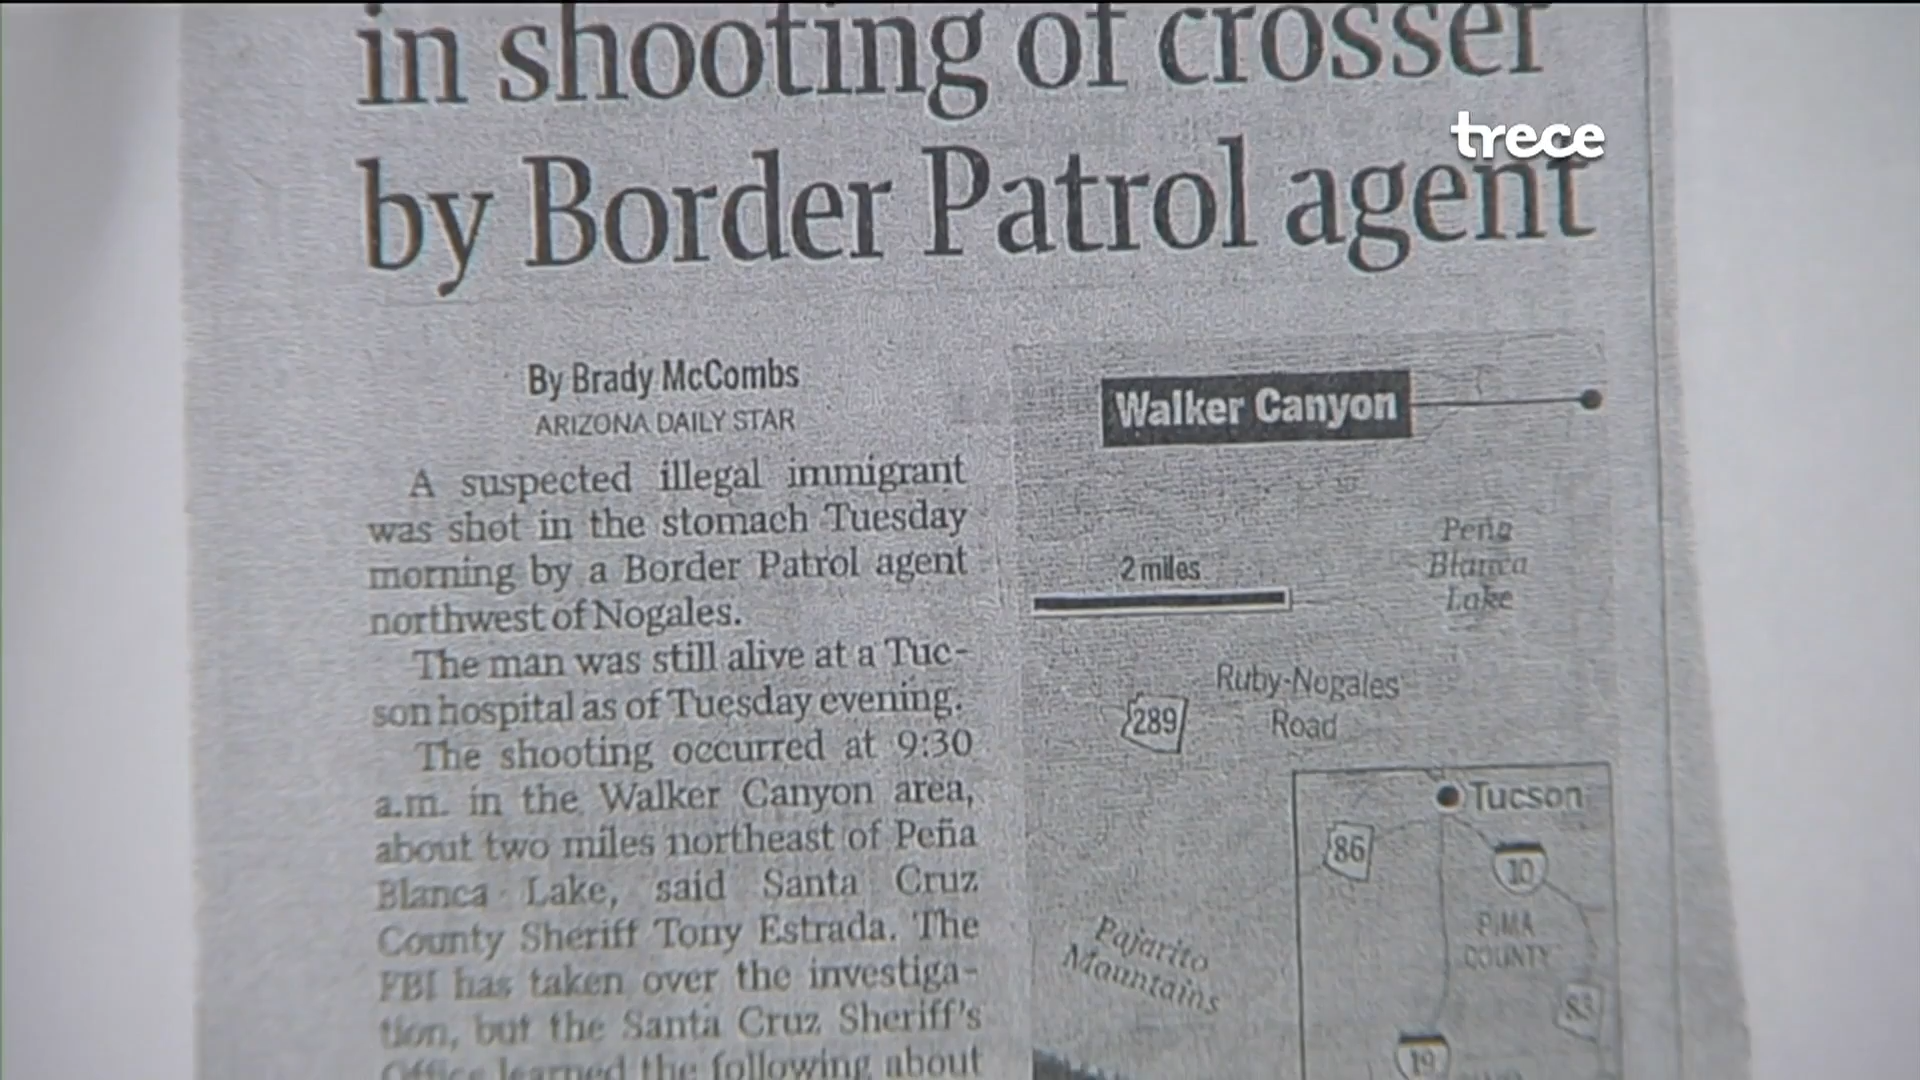 in shooting of crosser
by Border Patrol agent
trece
By Brady McCombs
ARIZONA DAILY STAR
A suspected illegal immigrant
was shot in the stomach Tuesday
morning by a Border Patrol agent
northwest of Nogales.
The man was still alive at a Tuc-
son hospital as of Tuesday evening.
The shooting occurred at 9:30
a.m. in the Walker Canyon area,
about two miles northeast of Peña
Blanca Lake, said Santa Cruz
County Sheriff Tony Estrada. The
FBI has taken over the investiga-
tion, but the Santa Cruz Sheriff's
Office learned the following about
Walker Canyon
Peña
Blanca
Lake
2 miles
Ruby-Nogales
Road
289
Tucson
86
10
PIMA
COUNTY
83
19
Pajarito
Mountains